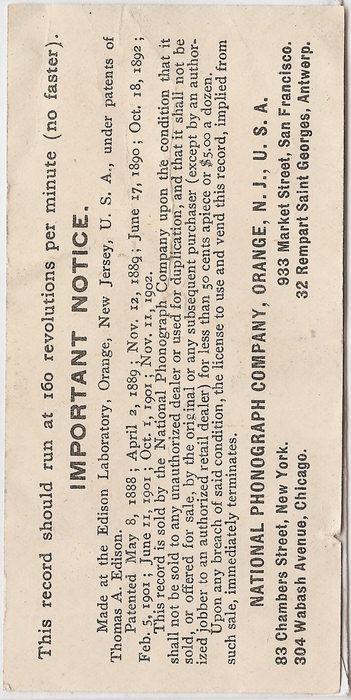 This record should run at 160 revolutions per minute (no faster).
IMPORTANT NOTICE.
Made at the Edison Laboratory, Orange, New Jersey, U. S. A., under patents of
Thomas A. Edison.
Patented May 8, 1888; April 2, 1889; Nov. 12, 1889; June 17, 1890; Oct. 18, 1892;
Feb. 5, 1901; June 11, 1901; Oct. 1, 1901; Nov. 11, 1902.
This record is sold by the National Phonograph Company upon the condition that it
shall not be sold to any unauthorized dealer or used for duplication, and that it shall not be
sold, or offered for sale, by the original or any subsequent purchaser (except by an author-
ized jobber to an authorized retail dealer) for less than 50 cents apiece or $5.00 a dozen.
Upon any breach of said condition, the license to use and vend this record, implied from
such sale, immediately terminates.
NATIONAL PHONOGRAPH COMPANY, ORANGE, N. J., U. S. A.
83 Chambers Street, New York. 933 Market Street, San Francisco.
304 Wabash Avenue, Chicago. 32 Rempart Saint Georges, Antwerp.